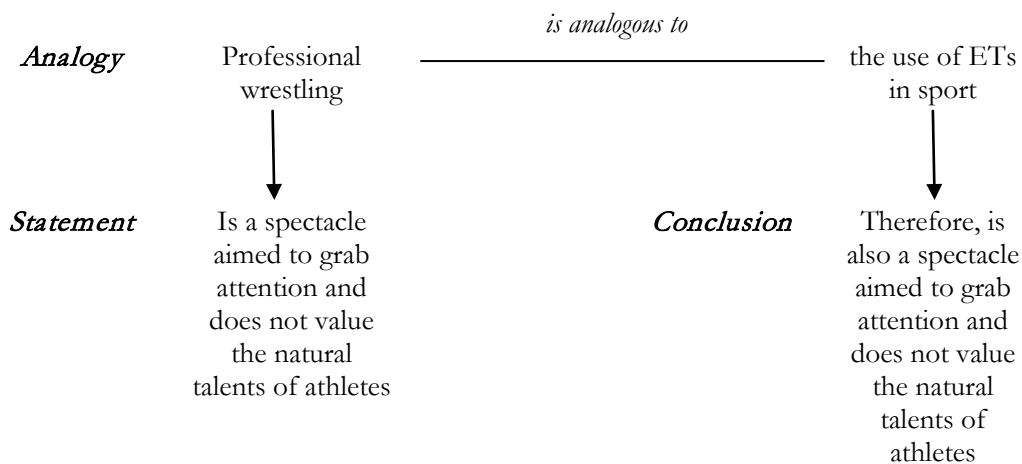 is analogous to
Analogy
Professional
wrestling
the use of ETs
in sport
Statement
Is a spectacle
aimed to grab
attention and
does not value
the natural
talents of athletes
Conclusion
Therefore, is
also a spectacle
aimed to grab
attention and
does not value
the natural
talents of
athletes